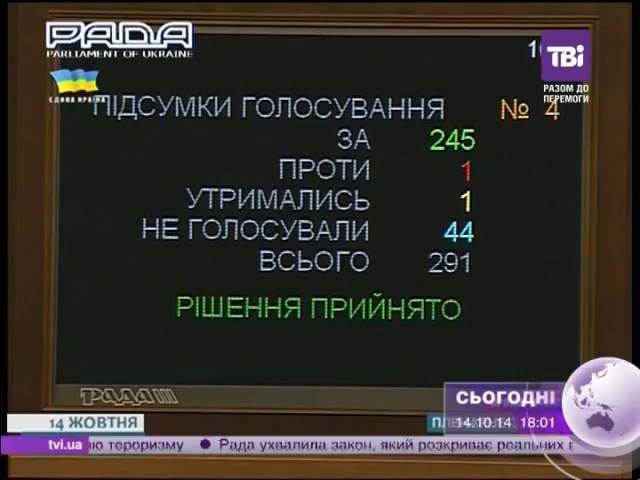 РАДА
PARLIAMENT OF UKRAINE
ЄДИНА КРАЇНА
ТВі
РАЗОМ ДО
ПЕРЕМОГИ
ПІДСУМКИ ГОЛОСУВАННЯ № 4
ЗА 245
ПРОТИ 1
УТРИМАЛИСЬ 1
НЕ ГОЛОСУВАЛИ 44
ВСЬОГО 291
РІШЕННЯ ПРИЙНЯТО
РАДА III
СЬОГОДНІ
14 ЖОВТНЯ
14.10.14 18:01
tvi.ua тероризму ● Рада ухвалила закон, який розкриває реальних